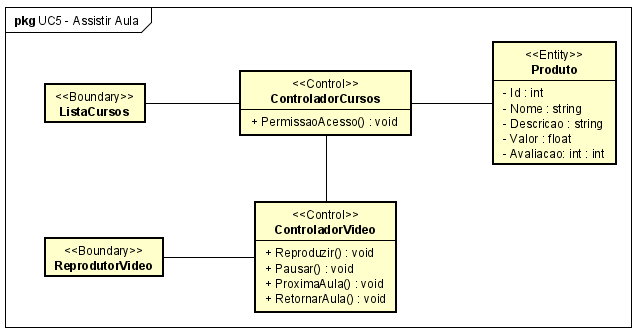 pkg UC5 - Assistir Aula
<<Boundary>>
ListaCursos
<<Control>>
ControladorCursos
+ PermissaoAcesso() : void
<<Entity>>
Produto
- Id : int
- Nome : string
- Descricao : string
- Valor : float
- Avaliacao: int : int
<<Boundary>>
ReprodutorVideo
<<Control>>
ControladorVideo
+ Reproduzir() : void
+ Pausar() : void
+ ProximaAula() : void
+ RetornarAula() : void